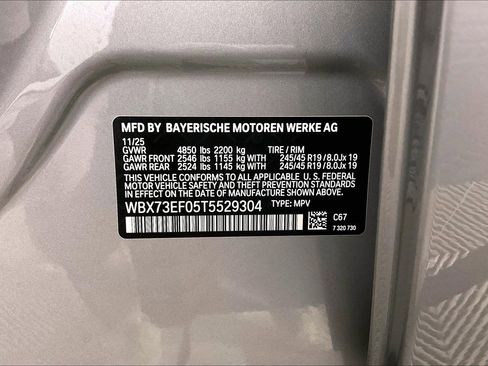 MFD BY BAYERISCHE MOTOREN WERKE AG
11/25
GVWR 4850 lbs 2200 kg TIRE / RIM
GAWR FRONT 2546 lbs 1155 kg WITH 245/45 R19 / 8.0Jx 19
GAWR REAR 2524 lbs 1145 kg WITH 245/45 R19 / 8.0Jx 19
THIS VEHICLE CONFORMS TO ALL APPLICABLE U.S. FEDERAL
MOTOR VEHICLE SAFETY, BUMPER, AND THEFT PREVENTION
STANDARDS IN EFFECT ON THE DATE OF MANUFACTURE SHOWN ABOVE.
WBX73EF05T5529304 TYPE: MPV
C67
7 320 730